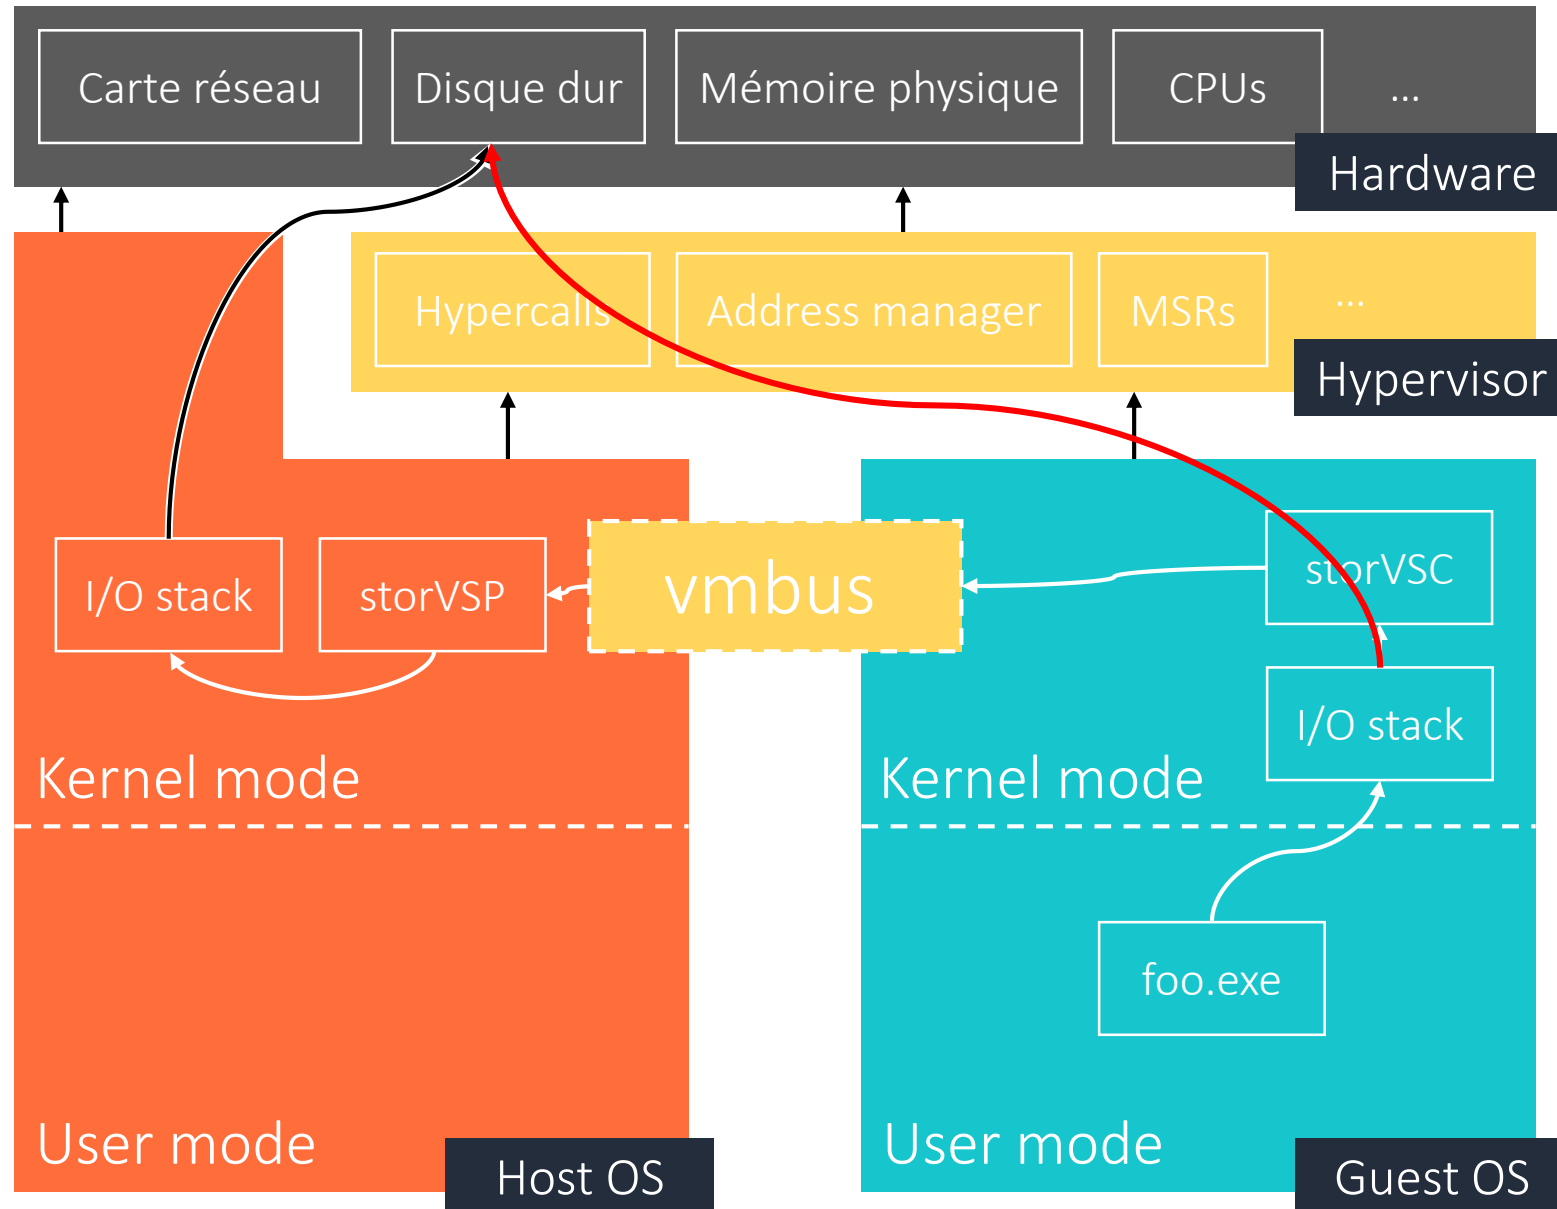 Carte réseau
Disque dur
Mémoire physique
CPUs
...
Hardware
Hypercalls
Address manager
MSRs
...
Hypervisor
I/O stack
storVSP
vmbus
storVSC
I/O stack
Kernel mode
Kernel mode
foo.exe
User mode
User mode
Host OS
Guest OS